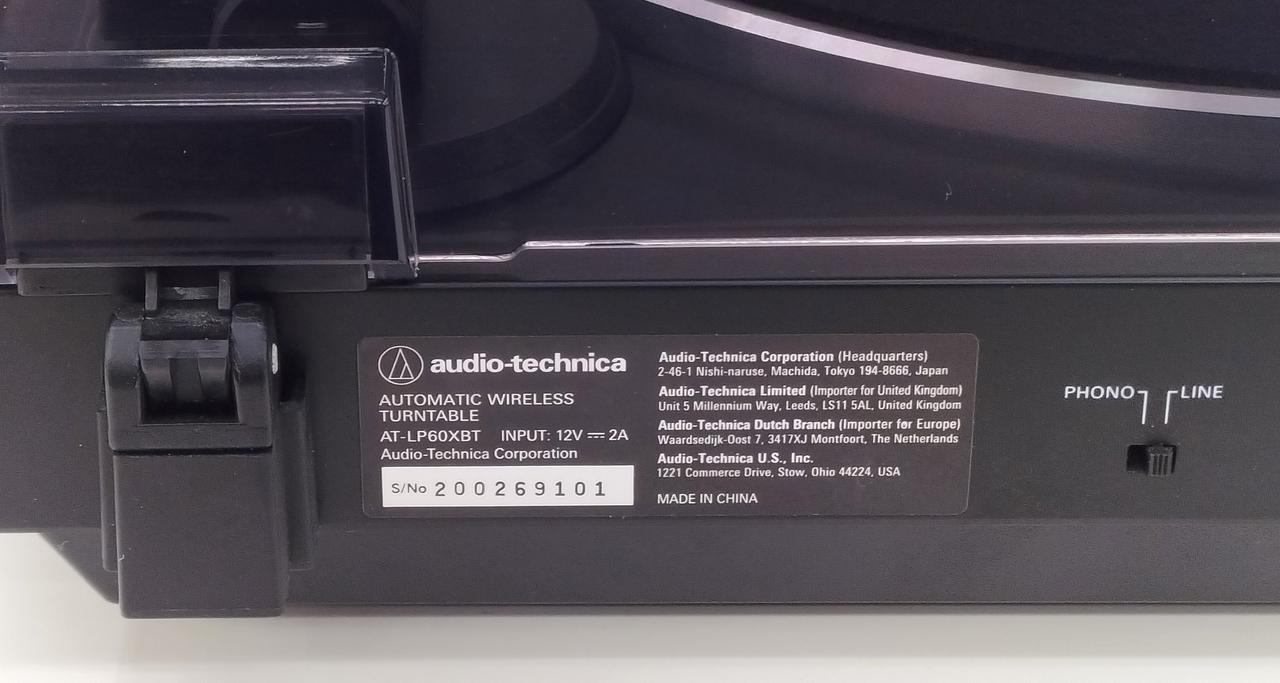 audio-technica
AUTOMATIC WIRELESS
TURNTABLE
AT-LP60XBT INPUT: 12V ⎓ 2A
Audio-Technica Corporation
S/No 200269101
Audio-Technica Corporation (Headquarters)
2-46-1 Nishi-naruse, Machida, Tokyo 194-8666, Japan
Audio-Technica Limited (Importer for United Kingdom)
Unit 5 Millennium Way, Leeds, LS11 5AL, United Kingdom
Audio-Technica Dutch Branch (Importer for Europe)
Waardsedijk-Oost 7, 3417XJ Montfoort, The Netherlands
Audio-Technica U.S., Inc.
1221 Commerce Drive, Stow, Ohio 44224, USA
MADE IN CHINA
PHONO LINE